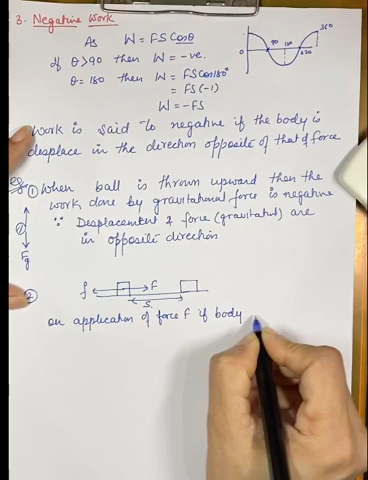 3. Negative Work
As W = FS Cosθ
If θ > 90 then W = -ve.
θ = 180 then W = FS Cos180°
= FS (-1)
W = -FS
0 90 180 270 360
Work is said to negative if the body is
displace in the direction opposite of that of force
eg ① When ball is thrown upward then the
work done by gravitational force is negative
∵ Displacement & force (gravitatnal) are
in opposite direction
Fg
② f F
S
on application of force F if body